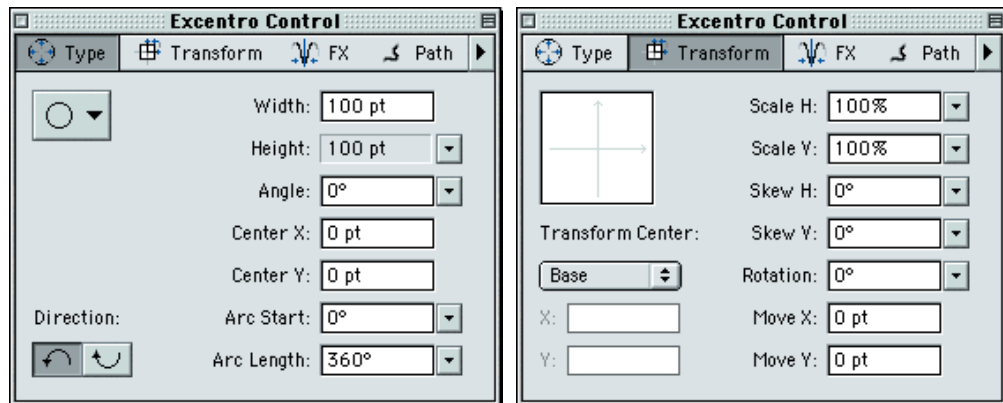 Excentro Control
Type Transform FX Path
Width: 100 pt
Height: 100 pt
Angle: 0°
Center X: 0 pt
Center Y: 0 pt
Direction:
Arc Start: 0°
Arc Length: 360°
Excentro Control
Type Transform FX Path
Scale H: 100%
Scale V: 100%
Skew H: 0°
Transform Center:
Skew V: 0°
Base
Rotation: 0°
X:
Move X: 0 pt
Y:
Move Y: 0 pt